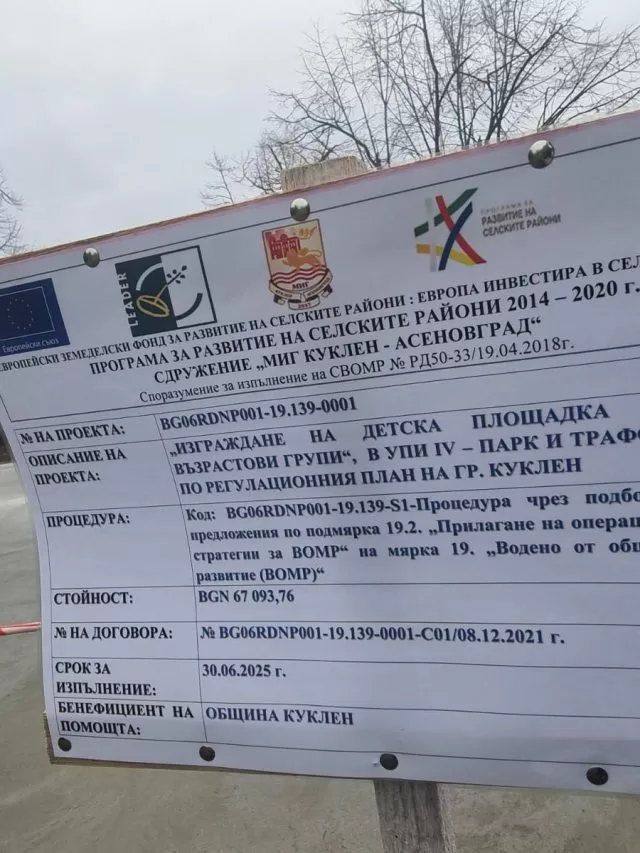 LEADER
МИГ
ПРОГРАМА ЗА
РАЗВИТИЕ НА
СЕЛСКИТЕ РАЙОНИ
Европейски съюз
ЕВРОПЕЙСКИ ЗЕМЕДЕЛСКИ ФОНД ЗА РАЗВИТИЕ НА СЕЛСКИТЕ РАЙОНИ : ЕВРОПА ИНВЕСТИРА В СЕЛ
ПРОГРАМА ЗА РАЗВИТИЕ НА СЕЛСКИТЕ РАЙОНИ 2014 – 2020 г.
СДРУЖЕНИЕ „МИГ КУКЛЕН - АСЕНОВГРАД“
Споразумение за изпълнение на СВОМР № РД50-33/19.04.2018г.
№ НА ПРОЕКТА: BG06RDNP001-19.139-0001
ОПИСАНИЕ НА ПРОЕКТА: „ИЗГРАЖДАНЕ НА ДЕТСКА ПЛОЩАДКА
ВЪЗРАСТОВИ ГРУПИ“, В УПИ IV – ПАРК И ТРАФО
ПО РЕГУЛАЦИОННИЯ ПЛАН НА ГР. КУКЛЕН
ПРОЦЕДУРА: Код: BG06RDNP001-19.139-S1-Процедура чрез подбо
предложения по подмярка 19.2. „Прилагане на операц
стратегии за ВОМР“ на мярка 19. „Водено от общ
развитие (ВОМР)“
СТОЙНОСТ: BGN 67 093,76
№ НА ДОГОВОРА: № BG06RDNP001-19.139-0001-C01/08.12.2021 г.
СРОК ЗА ИЗПЪЛНЕНИЕ: 30.06.2025 г.
БЕНЕФИЦИЕНТ НА ПОМОЩТА: ОБЩИНА КУКЛЕН